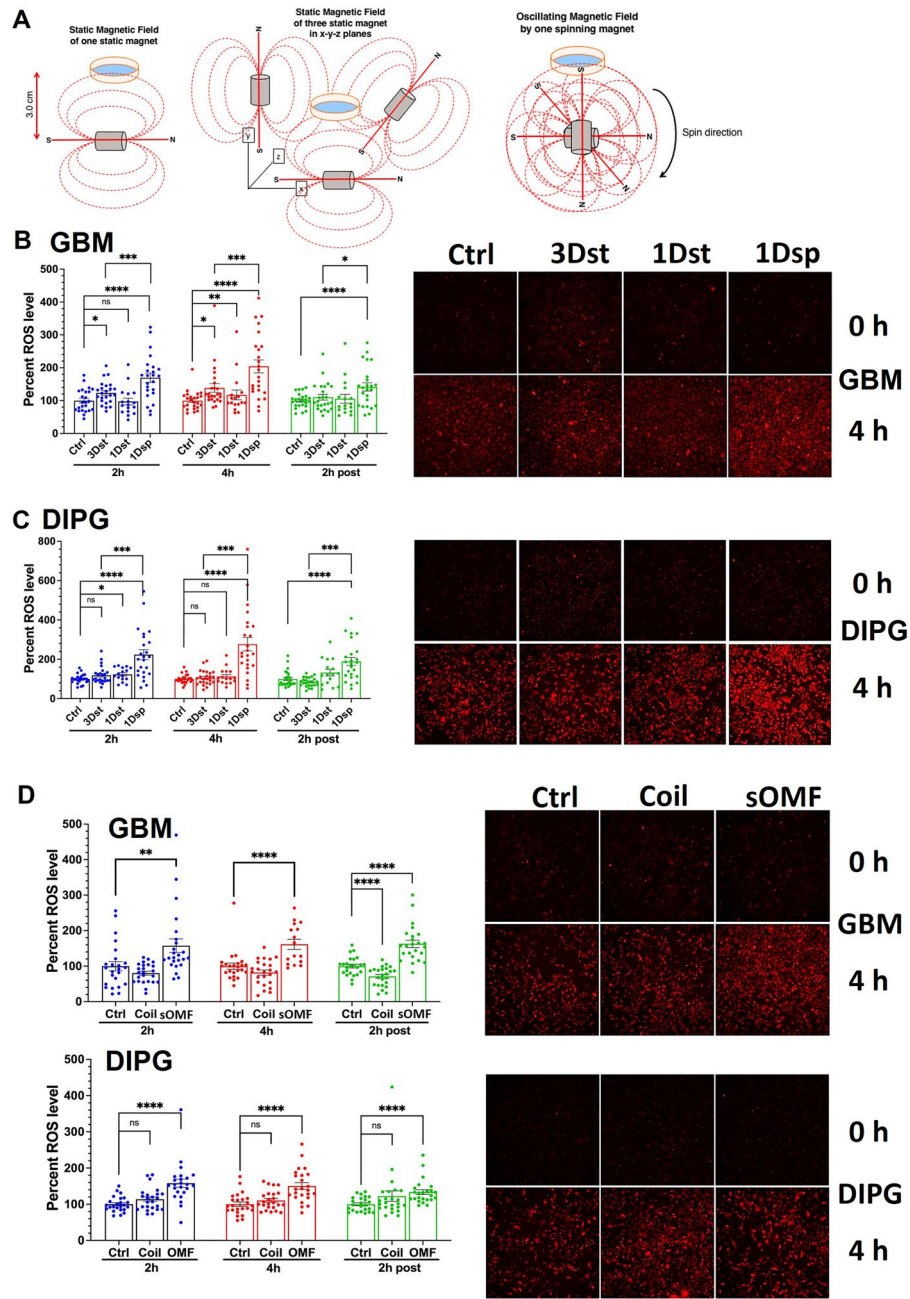 A
Static Magnetic Field
of one static magnet
3.0 cm
S
N
Static Magnetic Field
of three static magnet
in x-y-z planes
N
N
y
S
S
z
S
x
N
Oscillating Magnetic Field
by one spinning magnet
S
S
S
N
N
N
Spin direction
B GBM
Percent ROS level
500
400
300
200
100
0
*** 
****
ns
*
***
****
**
*
*
****
Ctrl 3Dst 1Dst 1Dsp
2h
Ctrl 3Dst 1Dst 1Dsp
4h
Ctrl 3Dst 1Dst 1Dsp
2h post
Ctrl 3Dst 1Dst 1Dsp
0 h
GBM
4 h
C DIPG
Percent ROS level
800
600
400
200
0
***
****
*
ns
***
****
ns
ns
***
****
Ctrl 3Dst 1Dst 1Dsp
2h
Ctrl 3Dst 1Dst 1Dsp
4h
Ctrl 3Dst 1Dst 1Dsp
2h post
0 h
DIPG
4 h
D
GBM
Percent ROS level
500
400
300
200
100
0
**
****
****
****
Ctrl Coil sOMF
2h
Ctrl Coil sOMF
4h
Ctrl Coil sOMF
2h post
Ctrl Coil sOMF
0 h
GBM
4 h
DIPG
Percent ROS level
500
400
300
200
100
0
****
ns
****
ns
****
ns
Ctrl Coil OMF
2h
Ctrl Coil OMF
4h
Ctrl Coil OMF
2h post
0 h
DIPG
4 h